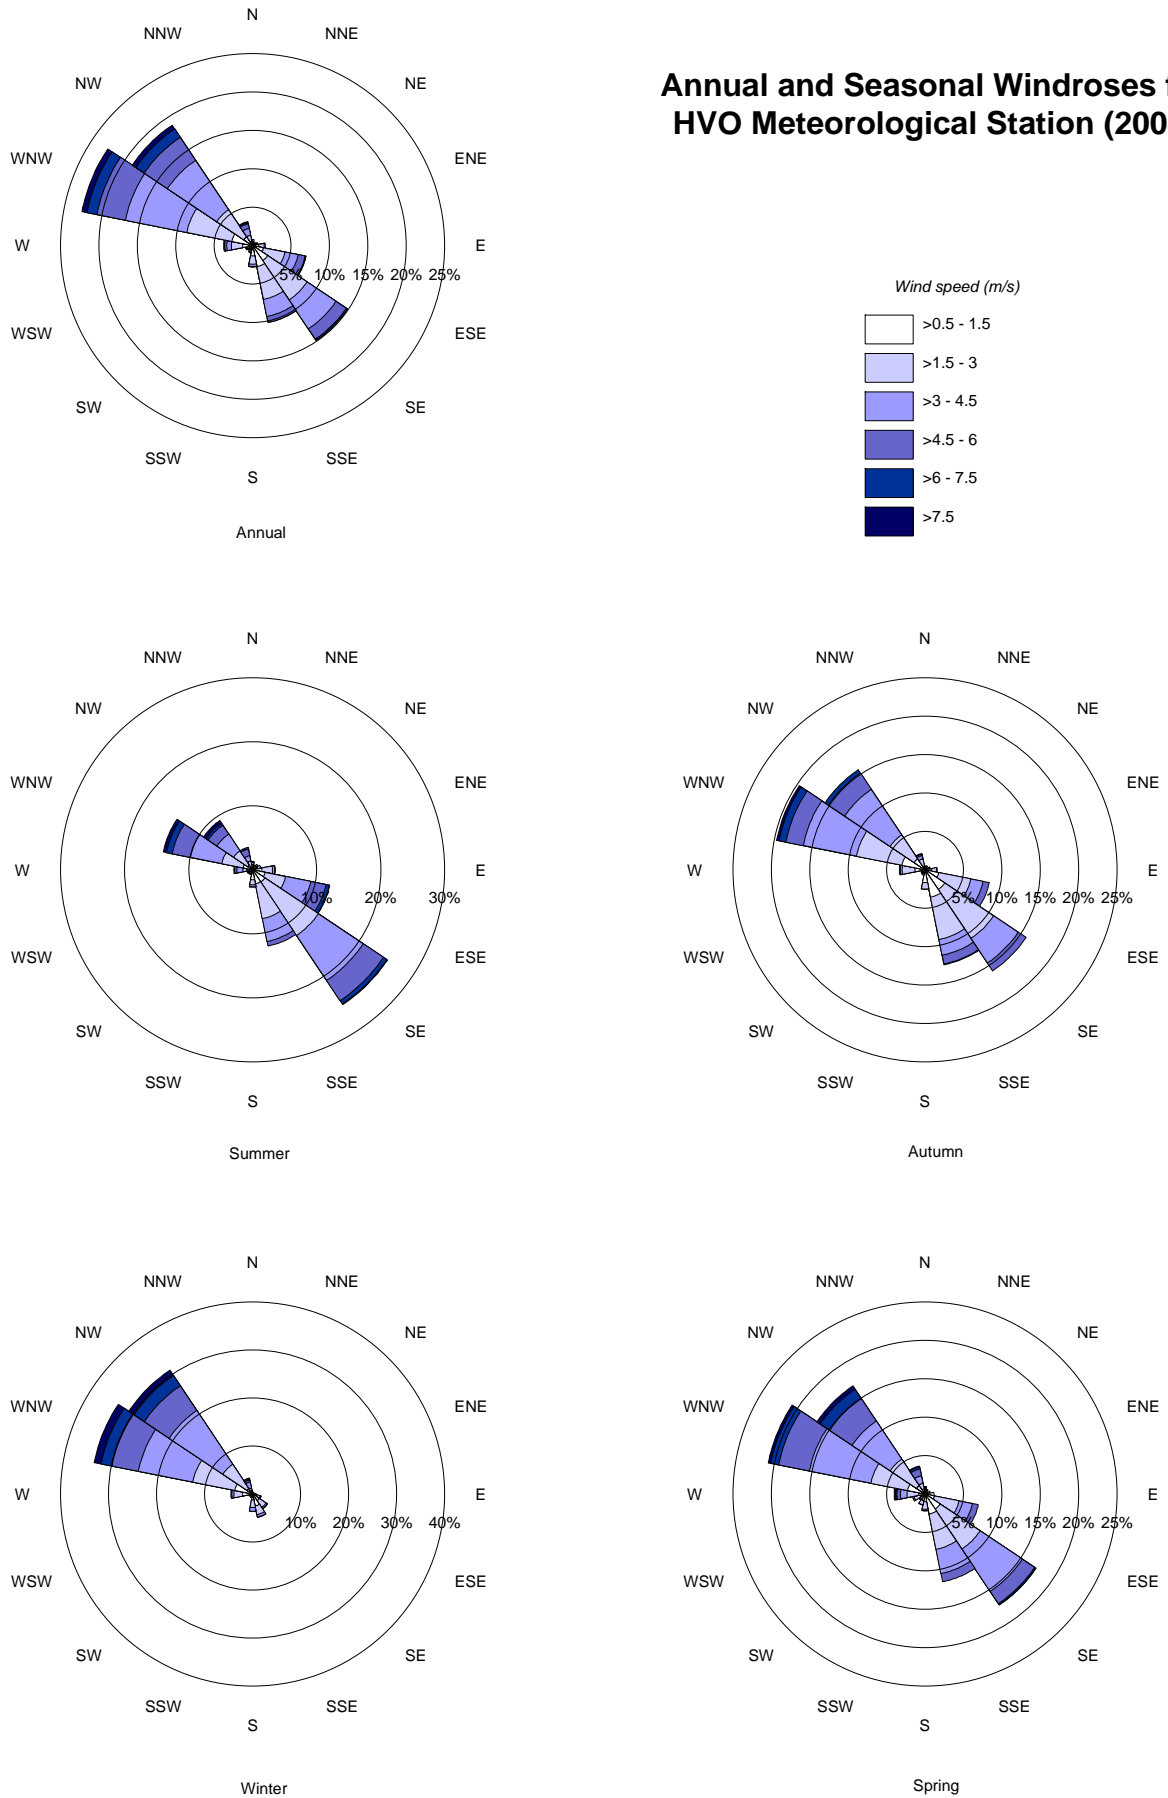 Annual and Seasonal Windroses
HVO Meteorological Station (200
N
NNW NNE
NW NE
WNW ENE
W E
5% 10% 15% 20% 25%
WSW ESE
SW SE
SSW SSE
S
Annual
Wind speed (m/s)
>0.5 - 1.5
>1.5 - 3
>3 - 4.5
>4.5 - 6
>6 - 7.5
>7.5
N
NNW NNE
NW NE
WNW ENE
W E
10% 20% 30%
WSW ESE
SW SE
SSW SSE
S
Summer
N
NNW NNE
NW NE
WNW ENE
W E
5% 10% 15% 20% 25%
WSW ESE
SW SE
SSW SSE
S
Autumn
N
NNW NNE
NW NE
WNW ENE
W E
10% 20% 30% 40%
WSW ESE
SW SE
SSW SSE
S
Winter
N
NNW NNE
NW NE
WNW ENE
W E
5% 10% 15% 20% 25%
WSW ESE
SW SE
SSW SSE
S
Spring